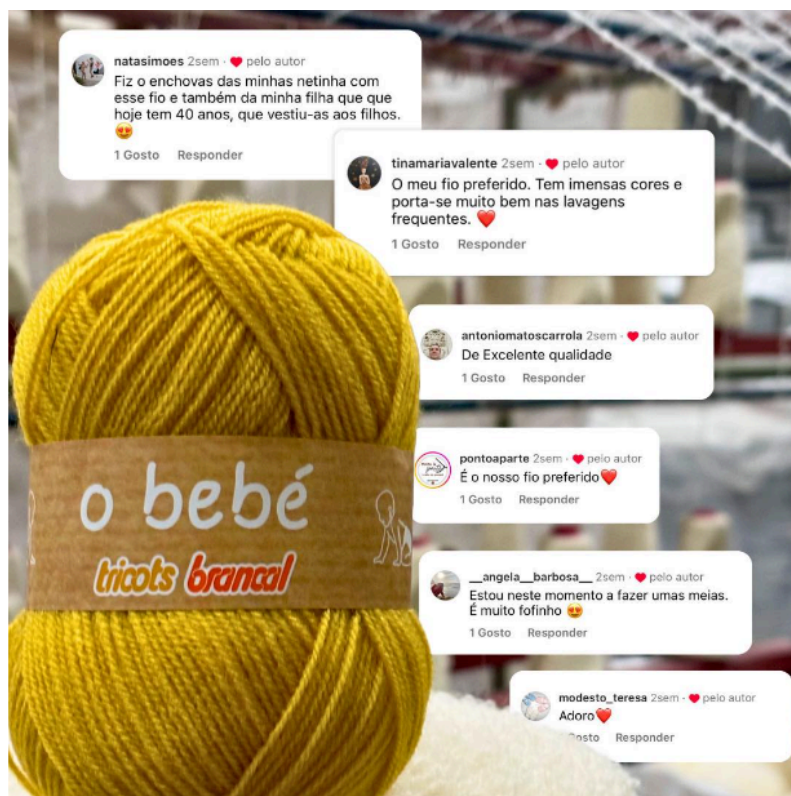 natasimoes 2sem · ❤ pelo autor
Fiz o enchovas das minhas netinha com
esse fio e também da minha filha que que
hoje tem 40 anos, que vestiu-as aos filhos.
😍
1 Gosto Responder
tinamariavalente 2sem · ❤ pelo autor
O meu fio preferido. Tem imensas cores e
porta-se muito bem nas lavagens
frequentes. ❤️
1 Gosto Responder
antoniomatoscarrola 2sem · ❤ pelo autor
De Excelente qualidade
1 Gosto Responder
pontoaparte 2sem · ❤ pelo autor
É o nosso fio preferido❤️
1 Gosto Responder
o bebé
tricots brancal
__angela__barbosa__ 2sem · ❤ pelo autor
Estou neste momento a fazer umas meias.
É muito fofinho 😍
1 Gosto Responder
modesto_teresa 2sem · ❤ pelo autor
Adoro❤️
Gosto Responder